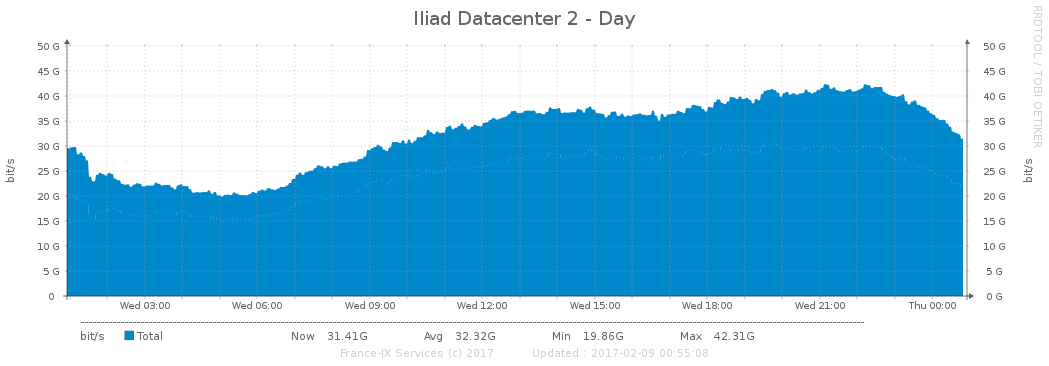 Iliad Datacenter 2 - Day
RRDTOOL / TOBI OETIKER
bit/s
50 G 50 G
45 G 45 G
40 G 40 G
35 G 35 G
30 G 30 G
25 G 25 G
20 G 20 G
15 G 15 G
10 G 10 G
5 G 5 G
0 0 G
bit/s
Wed 03:00 Wed 06:00 Wed 09:00 Wed 12:00 Wed 15:00 Wed 18:00 Wed 21:00 Thu 00:00
bit/s Total Now 31.41G Avg 32.32G Min 19.86G Max 42.31G
France-IX Services (c) 2017 Updated : 2017-02-09 00:55:08